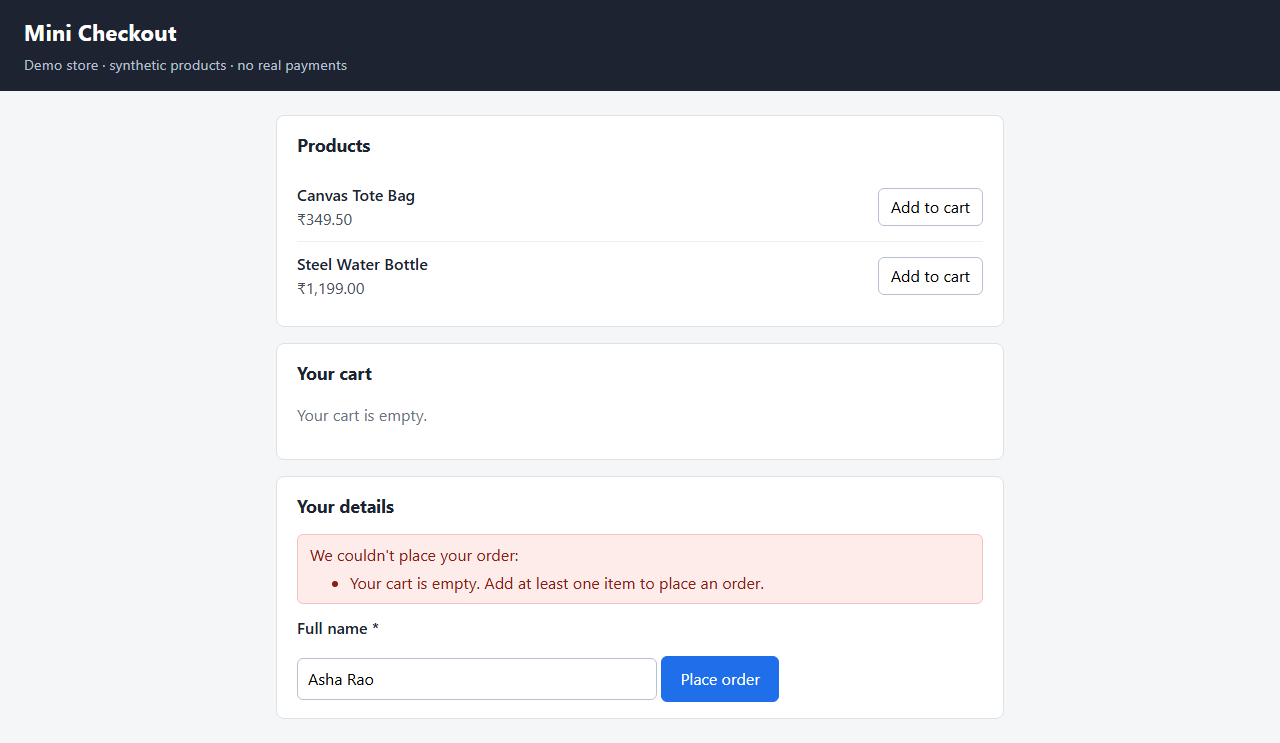 Mini Checkout
Demo store · synthetic products · no real payments
Products
Canvas Tote Bag
₹349.50
Add to cart
Steel Water Bottle
₹1,199.00
Add to cart
Your cart
Your cart is empty.
Your details
We couldn't place your order:
• Your cart is empty. Add at least one item to place an order.
Full name *
Asha Rao
Place order